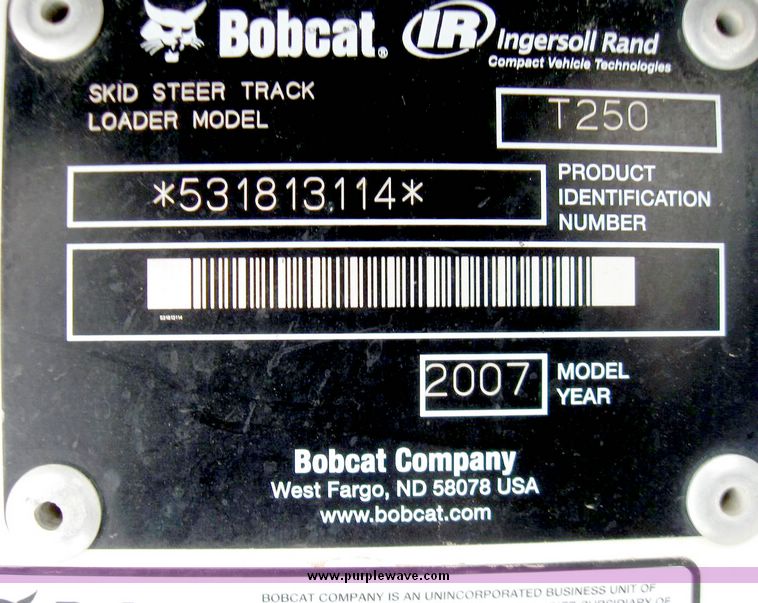 Bobcat®
IR Ingersoll Rand
Compact Vehicle Technologies
SKID STEER TRACK
LOADER MODEL
T250
*531813114*
PRODUCT
IDENTIFICATION
NUMBER
531813114
2007
MODEL
YEAR
Bobcat Company
West Fargo, ND 58078 USA
www.bobcat.com
www.purplewave.com
BOBCAT COMPANY IS AN UNINCORPORATED BUSINESS UNIT OF